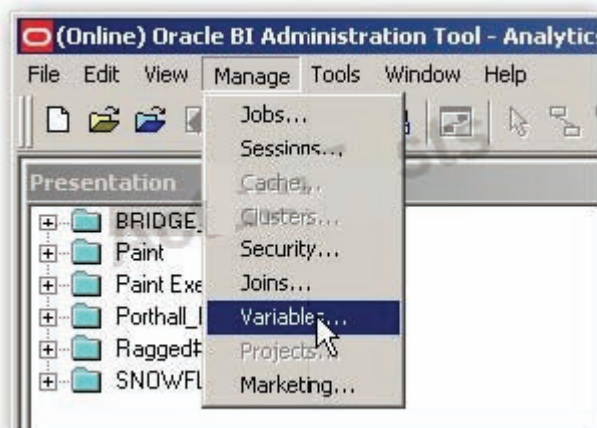 (Online) Oracle BI Administration Tool - Analytics
File Edit View Manage Tools Window Help
Jobs...
Sessions...
Presentation
Cache...
Clusters...
Security...
Joins...
Variables...
Projects...
Marketing...
BRIDGE_
Paint
Paint Exe
Porthall_
Ragged
SNOWFL